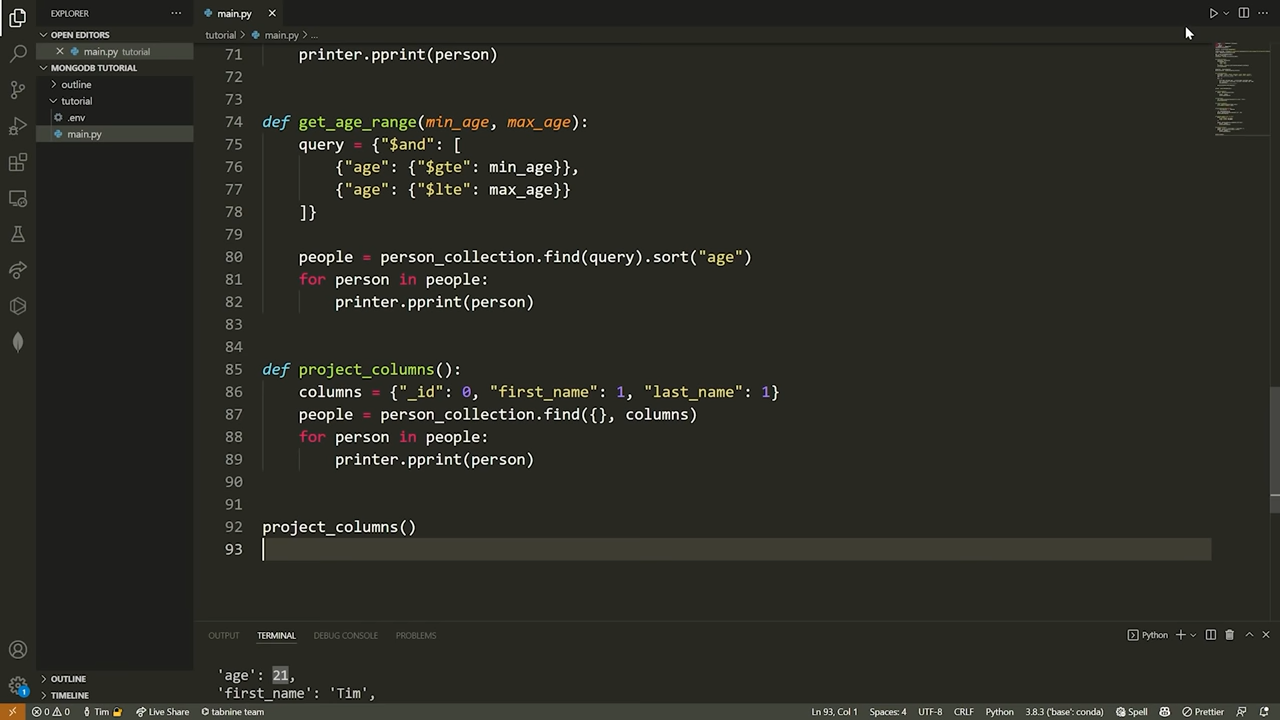 EXPLORER
···
main.py
OPEN EDITORS
main.py tutorial
tutorial > main.py > ...
MONGODB TUTORIAL
outline
tutorial
.env
main.py
71 printer.pprint(person)
72
73
74 def get_age_range(min_age, max_age):
75 query = {"$and": [
76 {"age": {"$gte": min_age}},
77 {"age": {"$lte": max_age}}
78 ]}
79
80 people = person_collection.find(query).sort("age")
81 for person in people:
82 printer.pprint(person)
83
84
85 def project_columns():
86 columns = {"_id": 0, "first_name": 1, "last_name": 1}
87 people = person_collection.find({}, columns)
88 for person in people:
89 printer.pprint(person)
90
91
92 project_columns()
93
OUTPUT TERMINAL DEBUG CONSOLE PROBLEMS
Python
'age': 21,
'first_name': 'Tim',
OUTLINE
TIMELINE
1
0 0 Tim Live Share tabnine team Ln 93, Col 1 Spaces: 4 UTF-8 CRLF Python 3.8.3 ('base': conda) Spell Prettier